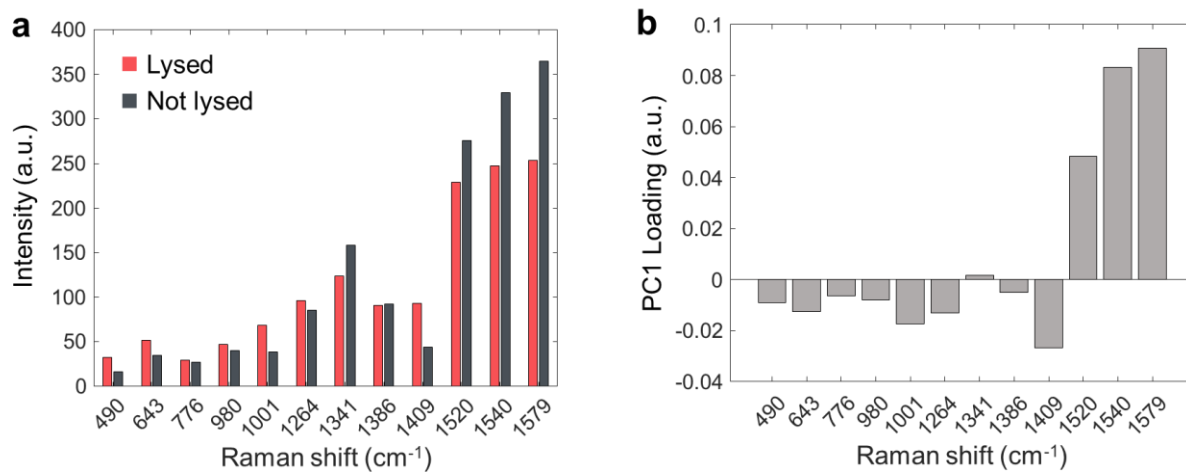 a
400
350
300
250
200
150
100
50
0
Intensity (a.u.)
Lysed
Not lysed
490 643 776 980 1001 1264 1341 1386 1409 1520 1540 1579
Raman shift (cm⁻¹)
b
0.1
0.08
0.06
0.04
0.02
0
-0.02
-0.04
PC1 Loading (a.u.)
490 643 776 980 1001 1264 1341 1386 1409 1520 1540 1579
Raman shift (cm⁻¹)